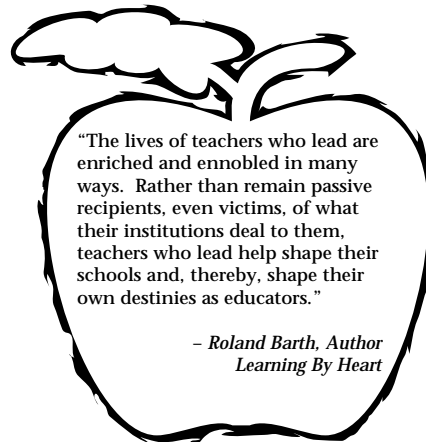 “The lives of teachers who lead are
enriched and ennobled in many
ways.  Rather than remain passive
recipients, even victims, of what
their institutions deal to them,
teachers who lead help shape their
schools and, thereby, shape their
own destinies as educators.”
– Roland Barth, Author
Learning By Heart